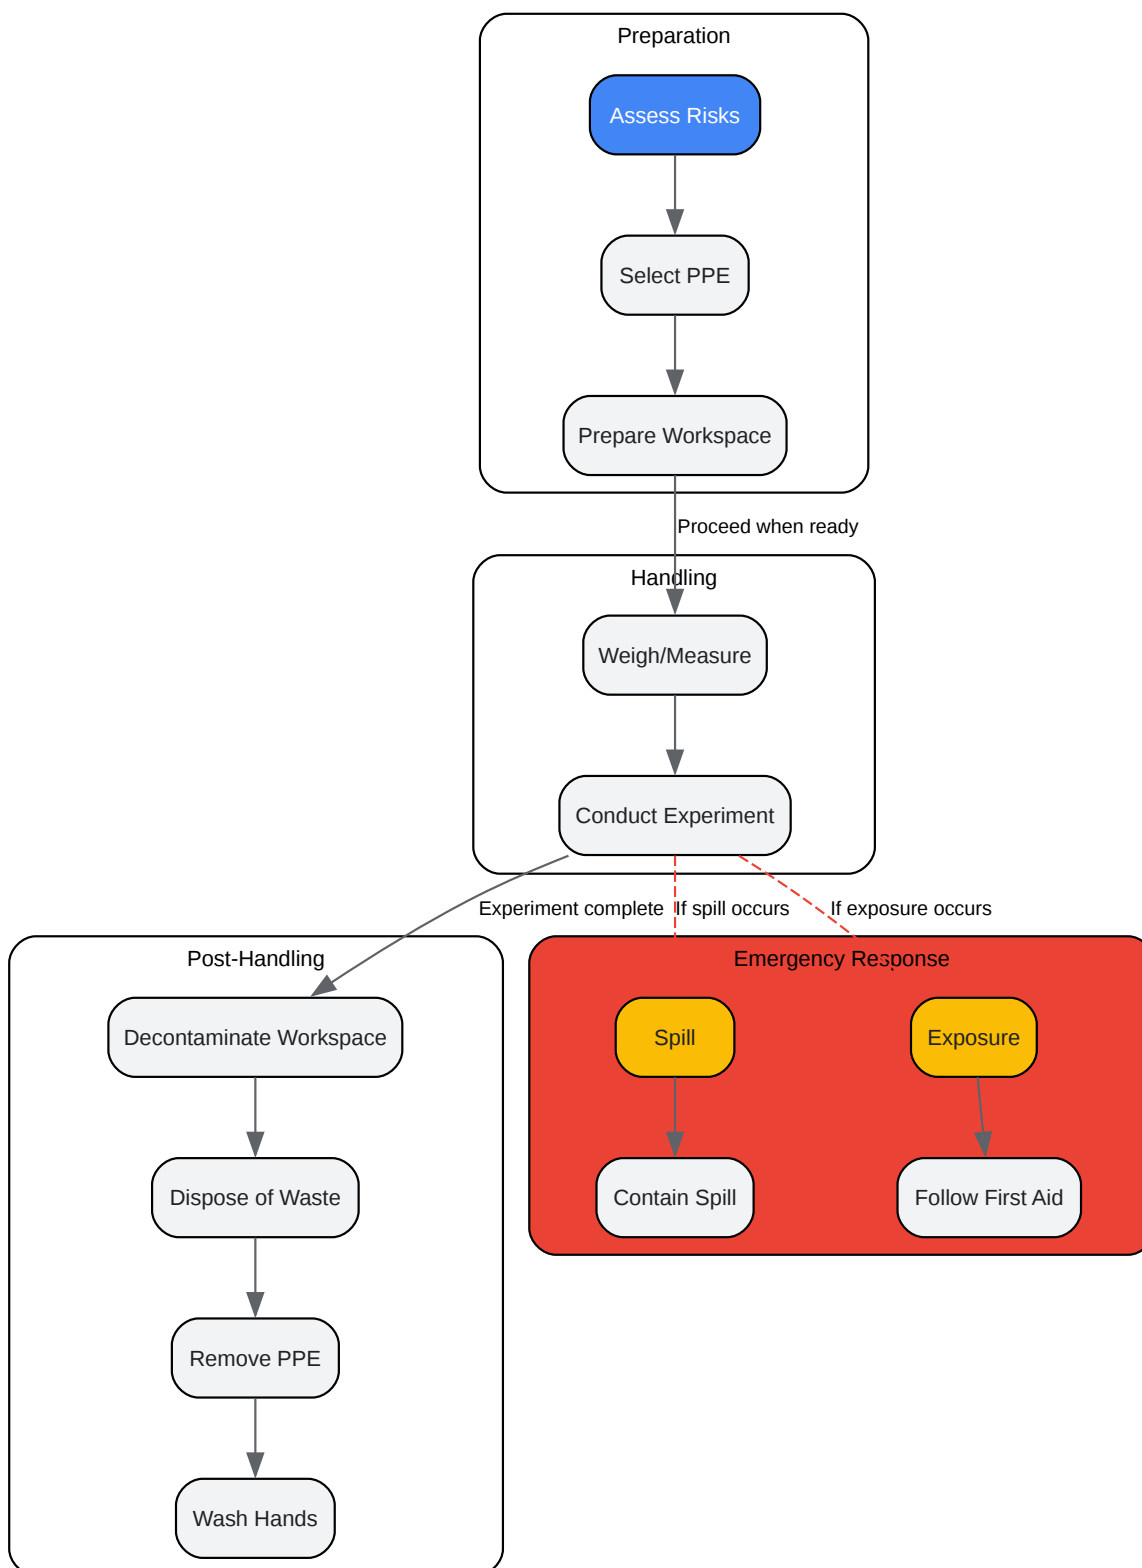 Preparation
Assess Risks
Select PPE
Prepare Workspace
Proceed when ready
Handling
Weigh/Measure
Conduct Experiment
Experiment complete
If spill occurs
If exposure occurs
Post-Handling
Decontaminate Workspace
Dispose of Waste
Remove PPE
Wash Hands
Emergency Response
Spill
Exposure
Contain Spill
Follow First Aid